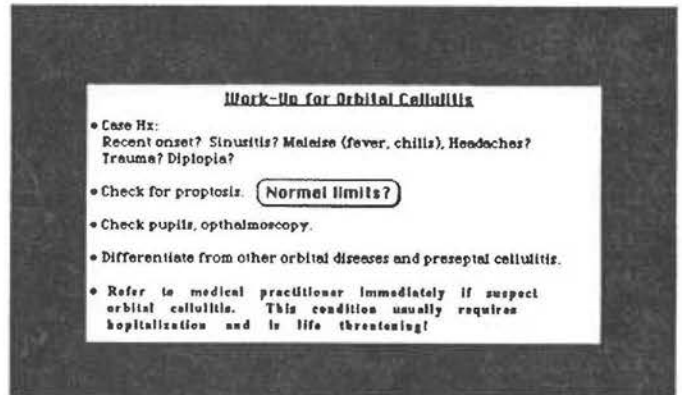 Work-Up for Orbital Cellulitis
• Case Hx:
Recent onset? Sinusitis? Malaise (fever, chills), Headaches?
Trauma? Diplopia?
• Check for proptosis. Normal limits?
• Check pupils, opthalmoscopy.
• Differentiate from other orbital diseases and preseptal cellulitis.
• Refer to medical practitioner immediately if suspect
orbital cellulitis. This condition usually requires
hopitalization and is life threatening!